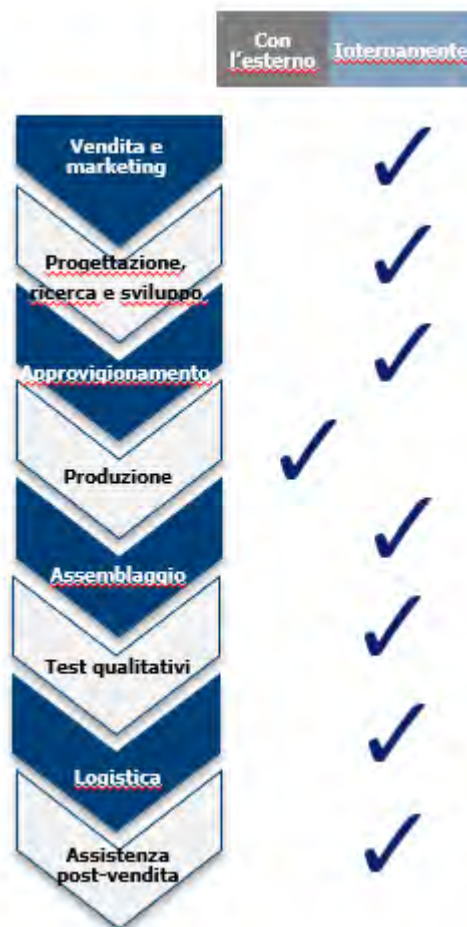 Con
l'esterno
Internamente
Vendita e
marketing
Progettazione,
ricerca e sviluppo
Approvigionamento
Produzione
Assemblaggio
Test qualitativi
Logistica
Assistenza
post-vendita